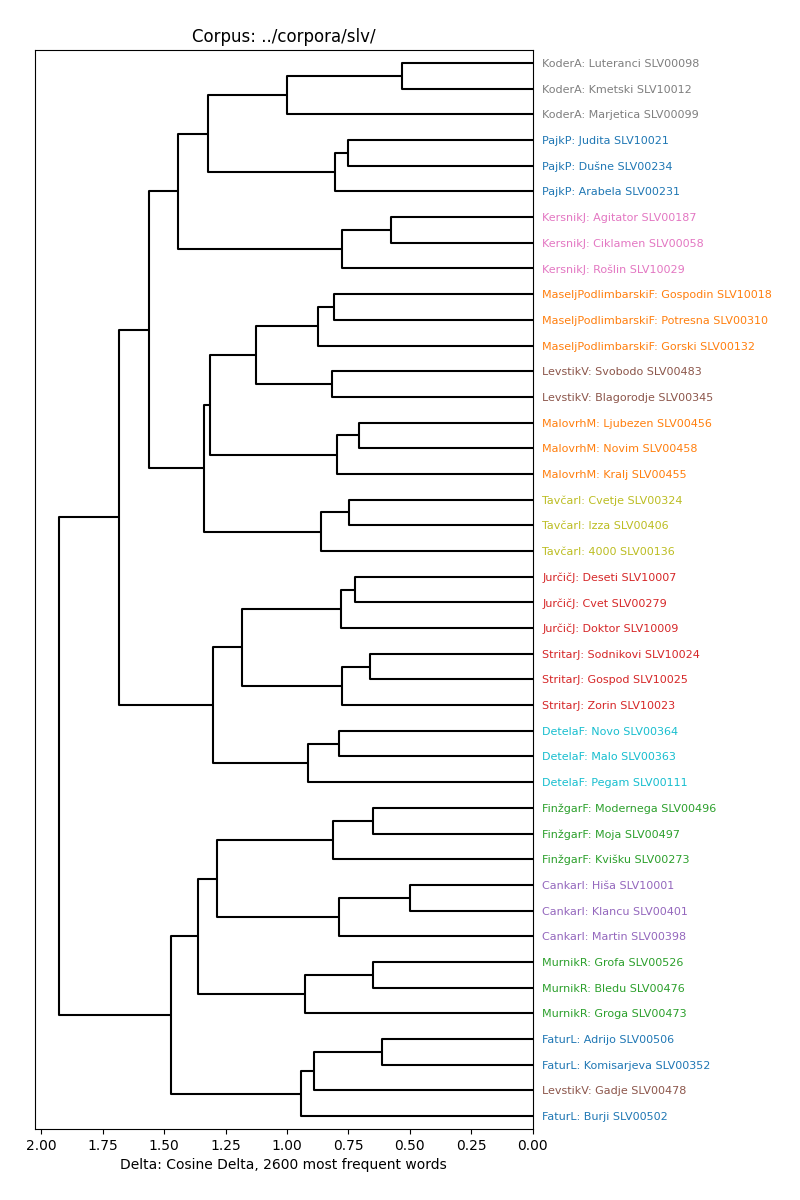 Corpus: ../corpora/slv/
KoderA: Luteranci SLV00098
KoderA: Kmetski SLV10012
KoderA: Marjetica SLV00099
PajkP: Judita SLV10021
PajkP: Dušne SLV00234
PajkP: Arabela SLV00231
KersnikJ: Agitator SLV00187
KersnikJ: Ciklamen SLV00058
KersnikJ: Rošlin SLV10029
MaseljPodlimbarskiF: Gospodin SLV10018
MaseljPodlimbarskiF: Potresna SLV00310
MaseljPodlimbarskiF: Gorski SLV00132
LevstikV: Svobodo SLV00483
LevstikV: Blagorodje SLV00345
MalovrhM: Ljubezen SLV00456
MalovrhM: Novim SLV00458
MalovrhM: Kralj SLV00455
TavčarI: Cvetje SLV00324
TavčarI: Izza SLV00406
TavčarI: 4000 SLV00136
JurčičJ: Deseti SLV10007
JurčičJ: Cvet SLV00279
JurčičJ: Doktor SLV10009
StritarJ: Sodnikovi SLV10024
StritarJ: Gospod SLV10025
StritarJ: Zorin SLV10023
DetelaF: Novo SLV00364
DetelaF: Malo SLV00363
DetelaF: Pegam SLV00111
FinžgarF: Modernega SLV00496
FinžgarF: Moja SLV00497
FinžgarF: Kvišku SLV00273
CankarI: Hiša SLV10001
CankarI: Klancu SLV00401
CankarI: Martin SLV00398
MurnikR: Grofa SLV00526
MurnikR: Bledu SLV00476
MurnikR: Groga SLV00473
FaturL: Adrijo SLV00506
FaturL: Komisarjeva SLV00352
LevstikV: Gadje SLV00478
FaturL: Burji SLV00502
2.00 1.75 1.50 1.25 1.00 0.75 0.50 0.25 0.00
Delta: Cosine Delta, 2600 most frequent words